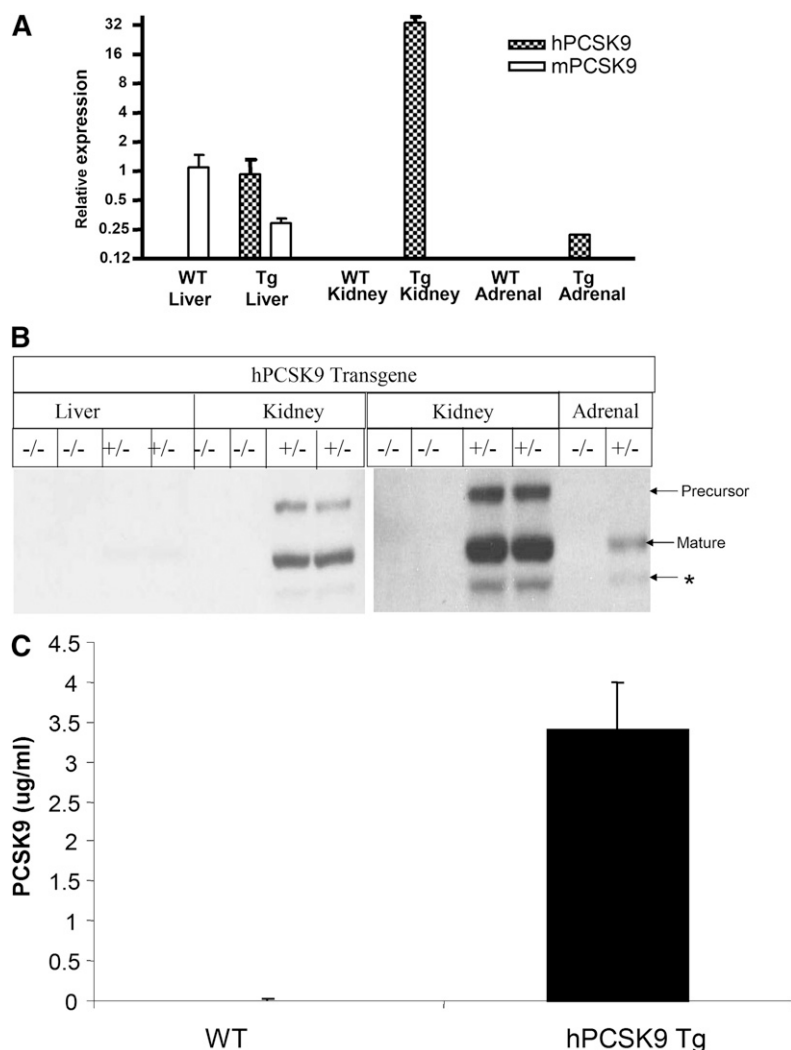 A
Relative expression
32
16
8
4
2
1
0.5
0.25
0.12
hPCSK9
mPCSK9
WT Tg WT Tg WT Tg
Liver Liver Kidney Kidney Adrenal Adrenal
B
hPCSK9 Transgene
Liver Kidney Kidney Adrenal
-/- -/- +/- +/- -/- -/- +/- +/- -/- -/- +/- +/- -/- +/-
Precursor
Mature
*
C
PCSK9 (ug/ml)
4.5
4
3.5
3
2.5
2
1.5
1
0.5
0
WT hPCSK9 Tg